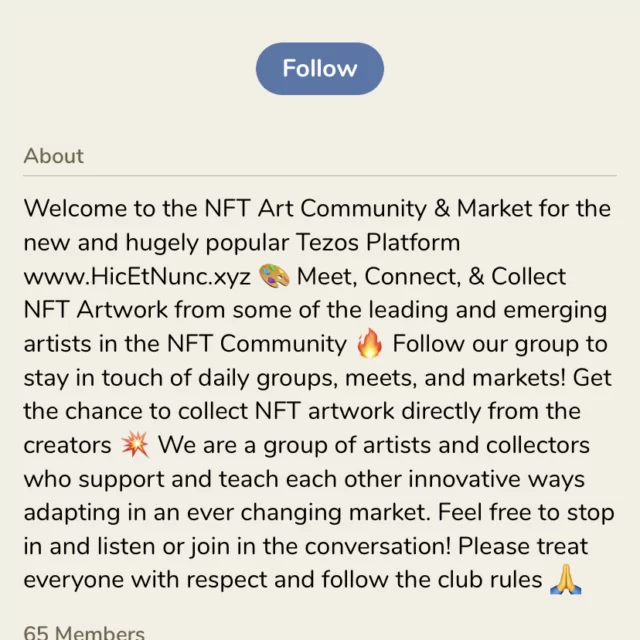 Follow
About
Welcome to the NFT Art Community & Market for the
new and hugely popular Tezos Platform
www.HicEtNunc.xyz 🎨 Meet, Connect, & Collect
NFT Artwork from some of the leading and emerging
artists in the NFT Community 🔥 Follow our group to
stay in touch of daily groups, meets, and markets! Get
the chance to collect NFT artwork directly from the
creators 💥 We are a group of artists and collectors
who support and teach each other innovative ways
adapting in an ever changing market. Feel free to stop
in and listen or join in the conversation! Please treat
everyone with respect and follow the club rules 🙏
65 Members